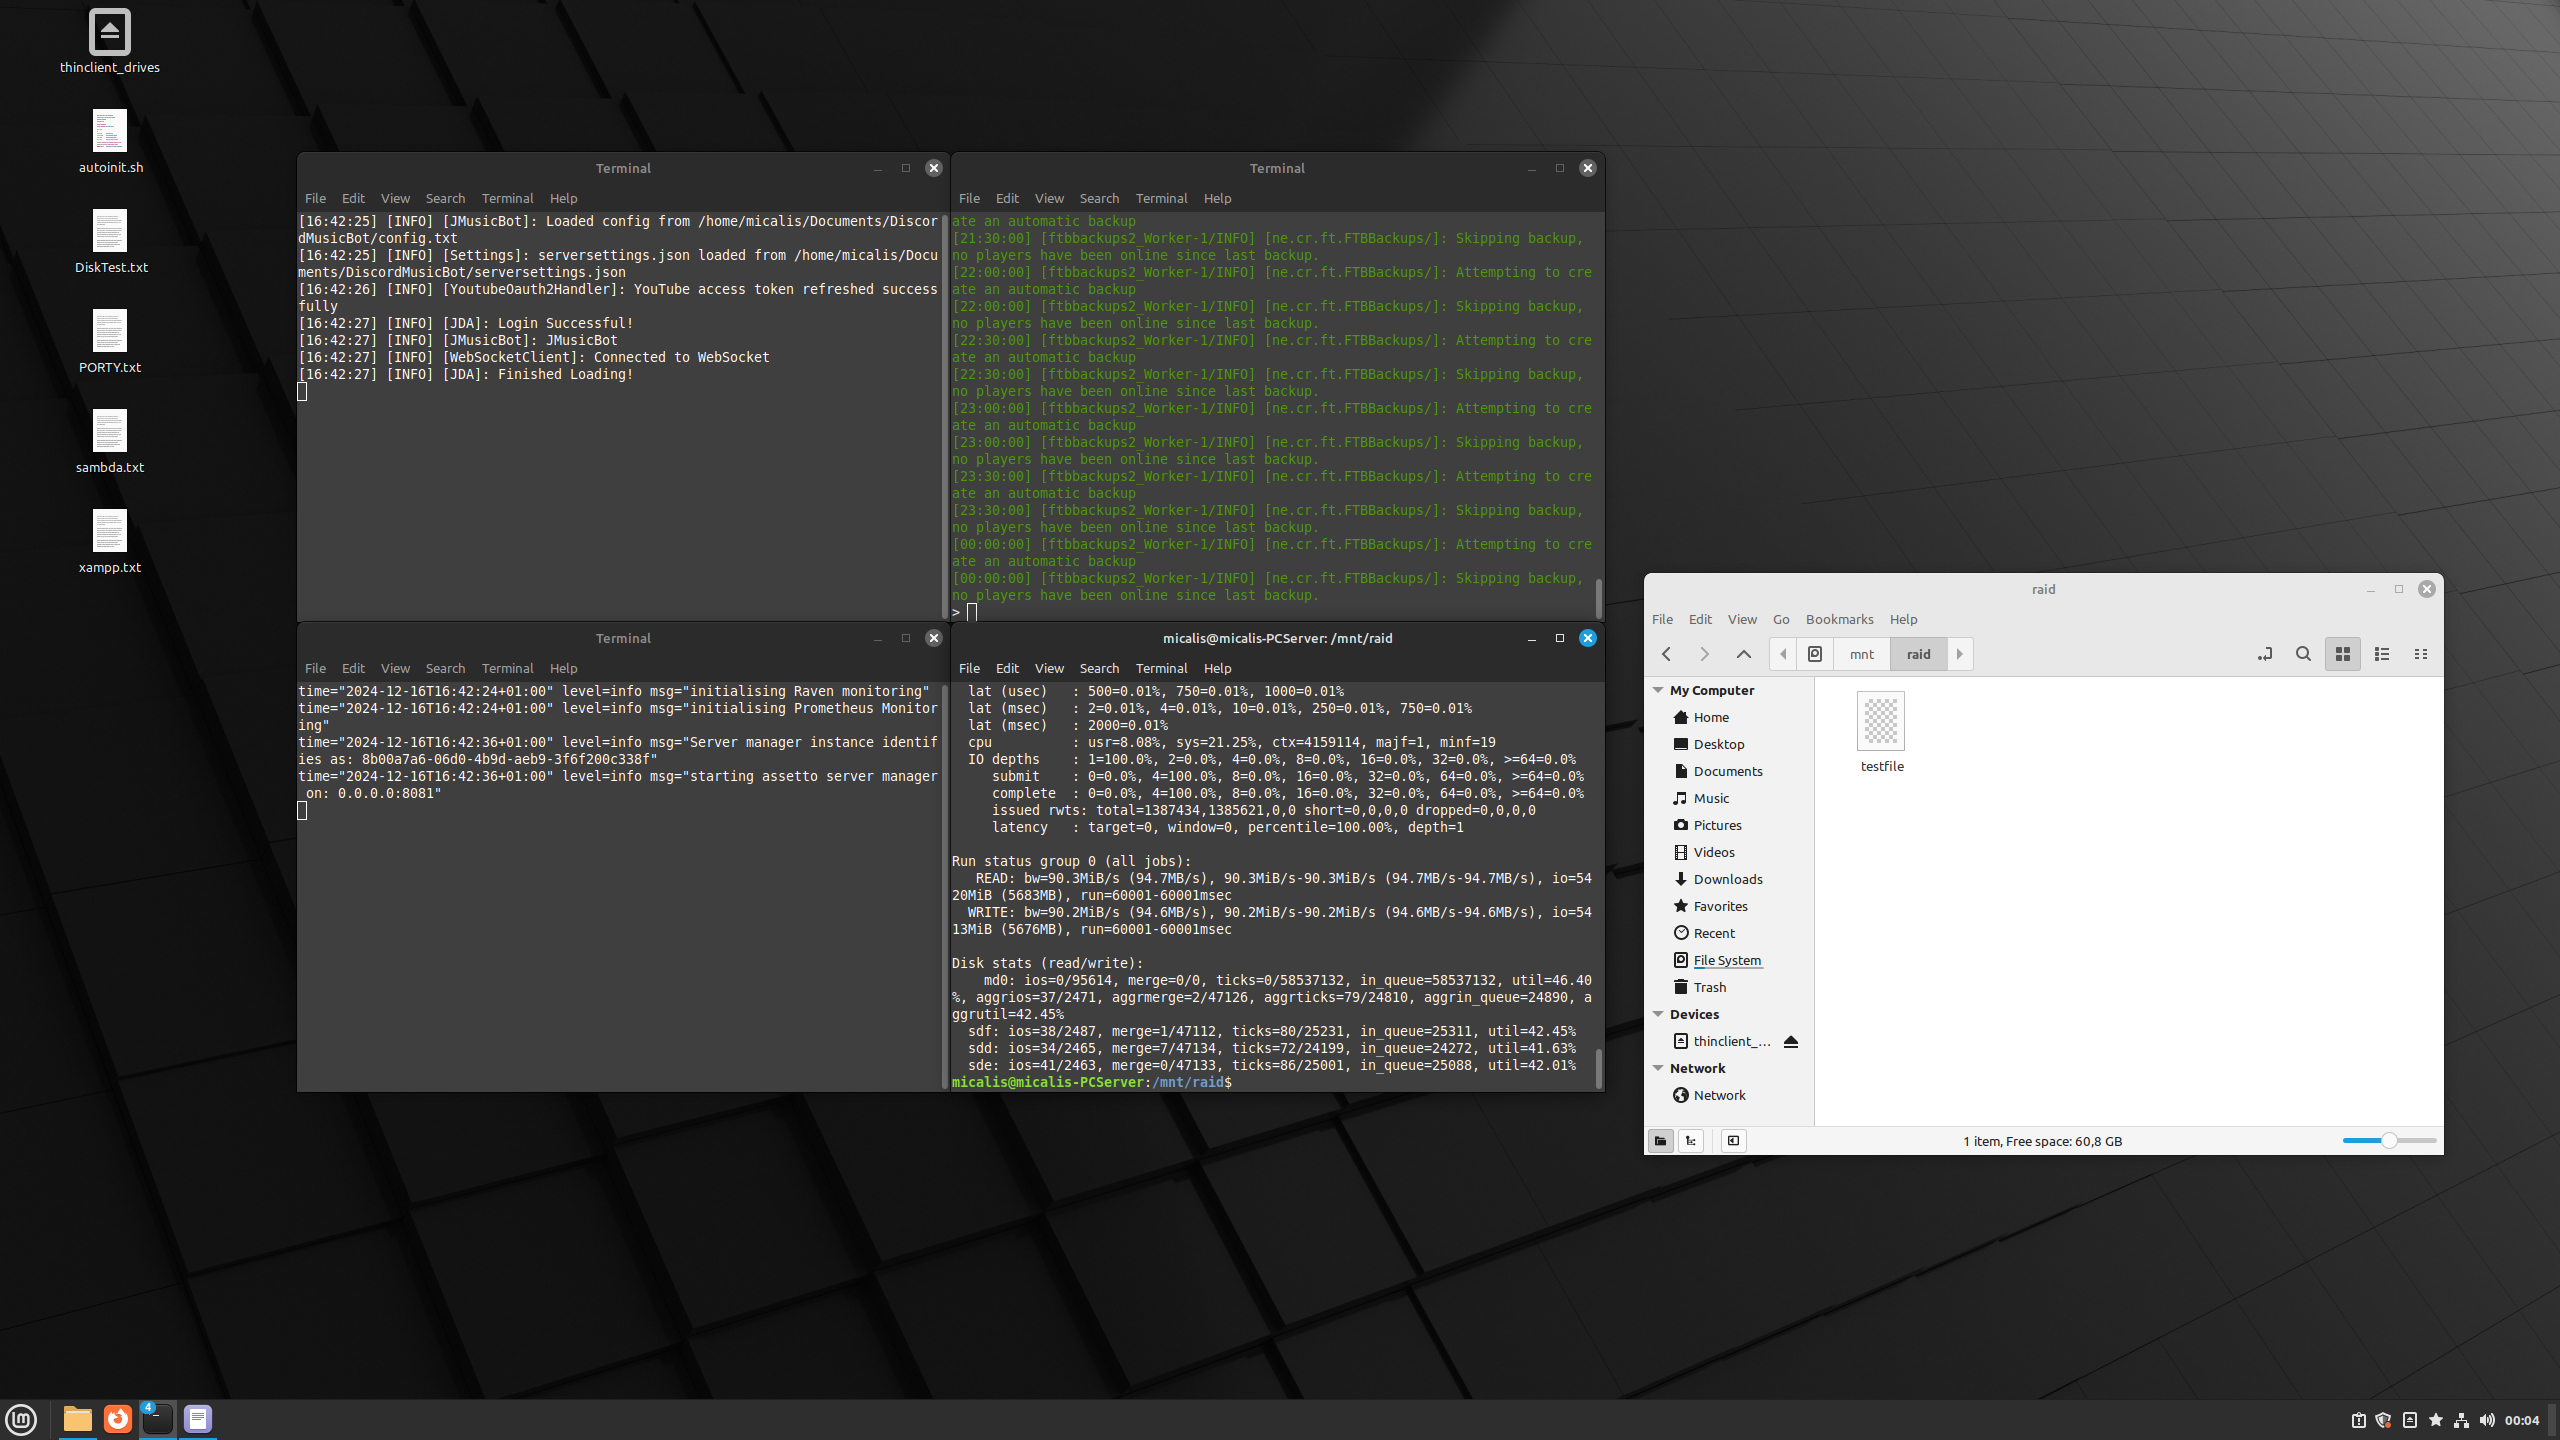 thinclient_drives
autoinit.sh
DiskTest.txt
PORTY.txt
sambda.txt
xampp.txt
Terminal
File Edit View Search Terminal Help
[16:42:25] [INFO] [JMusicBot]: Loaded config from /home/micalis/Documents/Discor
dMusicBot/config.txt
[16:42:25] [INFO] [Settings]: serversettings.json loaded from /home/micalis/Docu
ments/DiscordMusicBot/serversettings.json
[16:42:26] [INFO] [YoutubeOauth2Handler]: YouTube access token refreshed success
fully
[16:42:27] [INFO] [JDA]: Login Successful!
[16:42:27] [INFO] [JMusicBot]: JMusicBot
[16:42:27] [INFO] [WebSocketClient]: Connected to WebSocket
[16:42:27] [INFO] [JDA]: Finished Loading!
Terminal
File Edit View Search Terminal Help
ate an automatic backup
[21:30:00] [ftbbackups2_Worker-1/INFO] [ne.cr.ft.FTBBackups/]: Skipping backup,
no players have been online since last backup.
[22:00:00] [ftbbackups2_Worker-1/INFO] [ne.cr.ft.FTBBackups/]: Attempting to cre
ate an automatic backup
[22:00:00] [ftbbackups2_Worker-1/INFO] [ne.cr.ft.FTBBackups/]: Skipping backup,
no players have been online since last backup.
[22:30:00] [ftbbackups2_Worker-1/INFO] [ne.cr.ft.FTBBackups/]: Attempting to cre
ate an automatic backup
[22:30:00] [ftbbackups2_Worker-1/INFO] [ne.cr.ft.FTBBackups/]: Skipping backup,
no players have been online since last backup.
[23:00:00] [ftbbackups2_Worker-1/INFO] [ne.cr.ft.FTBBackups/]: Attempting to cre
ate an automatic backup
[23:00:00] [ftbbackups2_Worker-1/INFO] [ne.cr.ft.FTBBackups/]: Skipping backup,
no players have been online since last backup.
[23:30:00] [ftbbackups2_Worker-1/INFO] [ne.cr.ft.FTBBackups/]: Attempting to cre
ate an automatic backup
[23:30:00] [ftbbackups2_Worker-1/INFO] [ne.cr.ft.FTBBackups/]: Skipping backup,
no players have been online since last backup.
[00:00:00] [ftbbackups2_Worker-1/INFO] [ne.cr.ft.FTBBackups/]: Attempting to cre
ate an automatic backup
[00:00:00] [ftbbackups2_Worker-1/INFO] [ne.cr.ft.FTBBackups/]: Skipping backup,
no players have been online since last backup.
>
Terminal
File Edit View Search Terminal Help
time="2024-12-16T16:42:24+01:00" level=info msg="initialising Raven monitoring"
time="2024-12-16T16:42:24+01:00" level=info msg="initialising Prometheus Monitor
ing"
time="2024-12-16T16:42:36+01:00" level=info msg="Server manager instance identif
ies as: 8b00a7a6-06d0-4b9d-aeb9-3f6f200c338f"
time="2024-12-16T16:42:36+01:00" level=info msg="starting assetto server manager
on: 0.0.0.0:8081"
micalis@micalis-PCServer: /mnt/raid
File Edit View Search Terminal Help
lat (usec) : 500=0.01%, 750=0.01%, 1000=0.01%
lat (msec) : 2=0.01%, 4=0.01%, 10=0.01%, 250=0.01%, 750=0.01%
lat (msec) : 2000=0.01%
cpu : usr=8.08%, sys=21.25%, ctx=4159114, majf=1, minf=19
IO depths : 1=100.0%, 2=0.0%, 4=0.0%, 8=0.0%, 16=0.0%, 32=0.0%, >=64=0.0%
submit : 0=0.0%, 4=100.0%, 8=0.0%, 16=0.0%, 32=0.0%, 64=0.0%, >=64=0.0%
complete : 0=0.0%, 4=100.0%, 8=0.0%, 16=0.0%, 32=0.0%, 64=0.0%, >=64=0.0%
issued rwts: total=1387434,1385621,0,0 short=0,0,0,0 dropped=0,0,0,0
latency : target=0, window=0, percentile=100.00%, depth=1
Run status group 0 (all jobs):
READ: bw=90.3MiB/s (94.7MB/s), 90.3MiB/s-90.3MiB/s (94.7MB/s-94.7MB/s), io=54
20MiB (5683MB), run=60001-60001msec
WRITE: bw=90.2MiB/s (94.6MB/s), 90.2MiB/s-90.2MiB/s (94.6MB/s-94.6MB/s), io=54
13MiB (5676MB), run=60001-60001msec
Disk stats (read/write):
md0: ios=0/95614, merge=0/0, ticks=0/58537132, in_queue=58537132, util=46.40
%, aggrios=37/2471, aggrmerge=2/47126, aggrticks=79/24810, aggrin_queue=24890, a
ggrutil=42.45%
sdf: ios=38/2487, merge=1/47112, ticks=80/25231, in_queue=25311, util=42.45%
sdd: ios=34/2465, merge=7/47134, ticks=72/24199, in_queue=24272, util=41.63%
sde: ios=41/2463, merge=0/47133, ticks=86/25001, in_queue=25088, util=42.01%
micalis@micalis-PCServer:/mnt/raid$
raid
File Edit View Go Bookmarks Help
mnt raid
My Computer
Home
Desktop
Documents
Music
Pictures
Videos
Downloads
Favorites
Recent
File System
Trash
Devices
thinclient_...
Network
Network
testfile
1 item, Free space: 60,8 GB
4
00:04